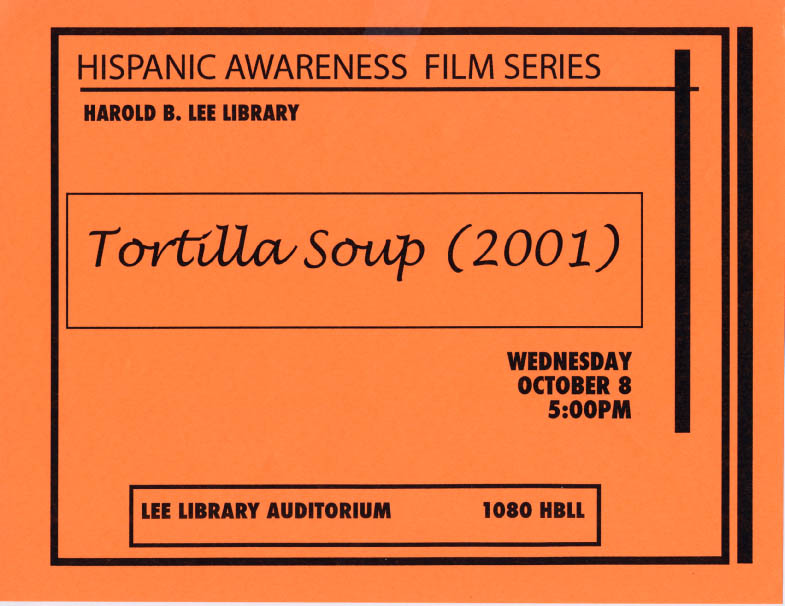 HISPANIC AWARENESS FILM SERIES
HAROLD B. LEE LIBRARY
Tortilla Soup (2001)
WEDNESDAY
OCTOBER 8
5:00PM
LEE LIBRARY AUDITORIUM 1080 HBLL